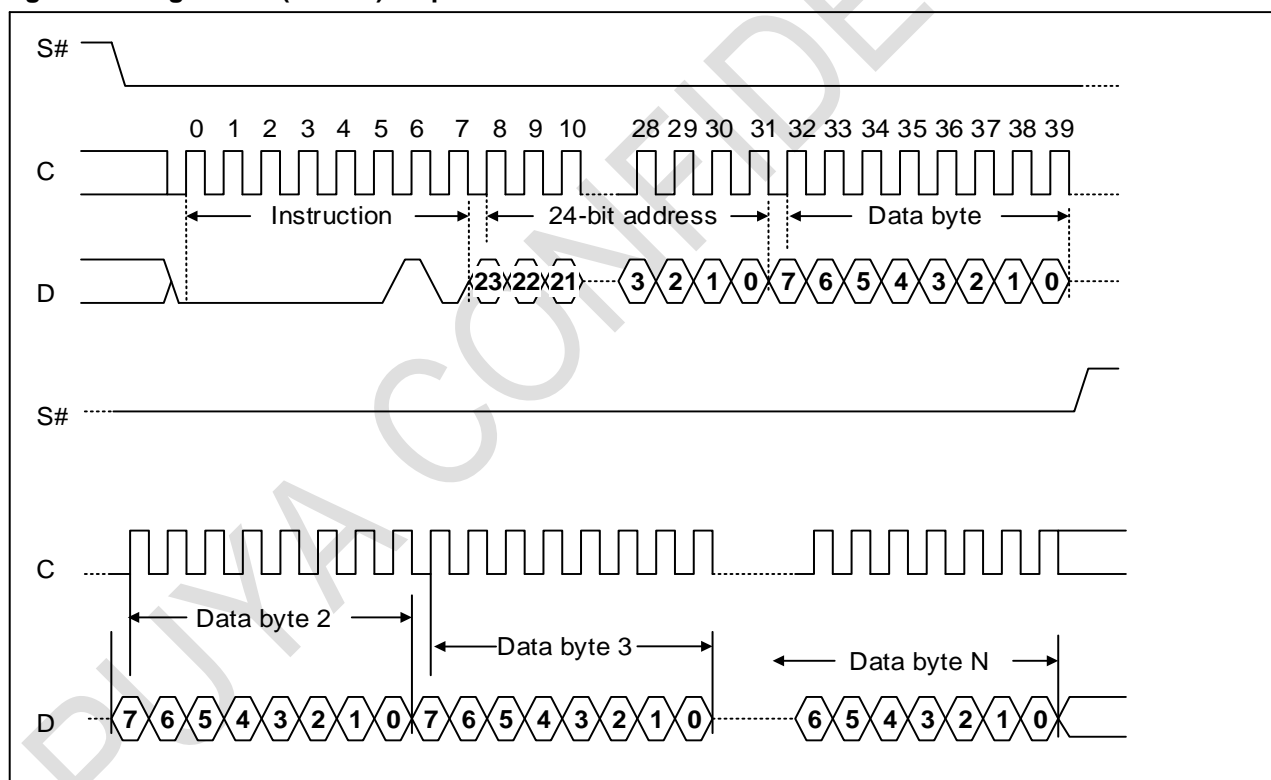 S#
0 1 2 3 4 5 6 7 8 9 10 28 29 30 31 32 33 34 35 36 37 38 39
C
Instruction 24-bit address Data byte
D 23 22 21 3 2 1 0 7 6 5 4 3 2 1 0
S#
C
Data byte 2
Data byte 3
Data byte N
D 7 6 5 4 3 2 1 0 7 6 5 4 3 2 1 0 6 5 4 3 2 1 0
PUYA CONFIDE